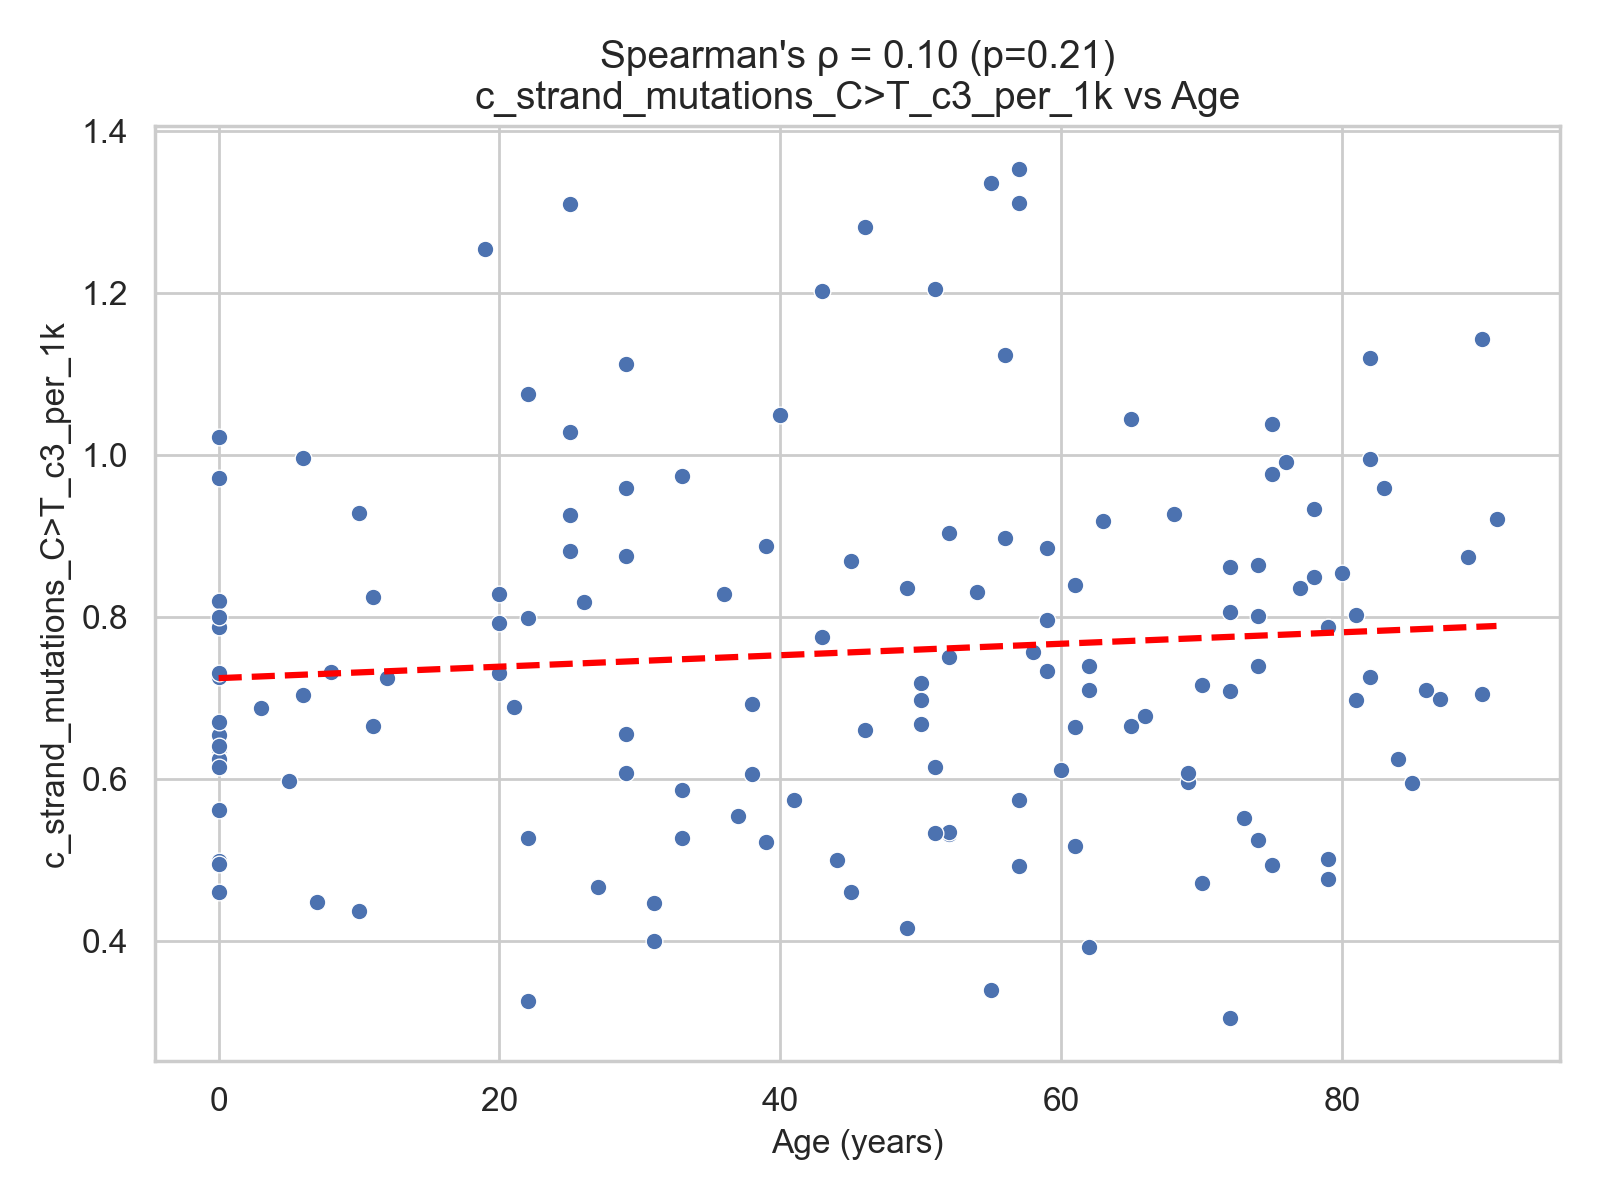 Spearman's ρ = 0.10 (p=0.21)
c_strand_mutations_C>T_c3_per_1k vs Age
c_strand_mutations_C>T_c3_per_1k
1.4
1.2
1.0
0.8
0.6
0.4
0 20 40 60 80
Age (years)